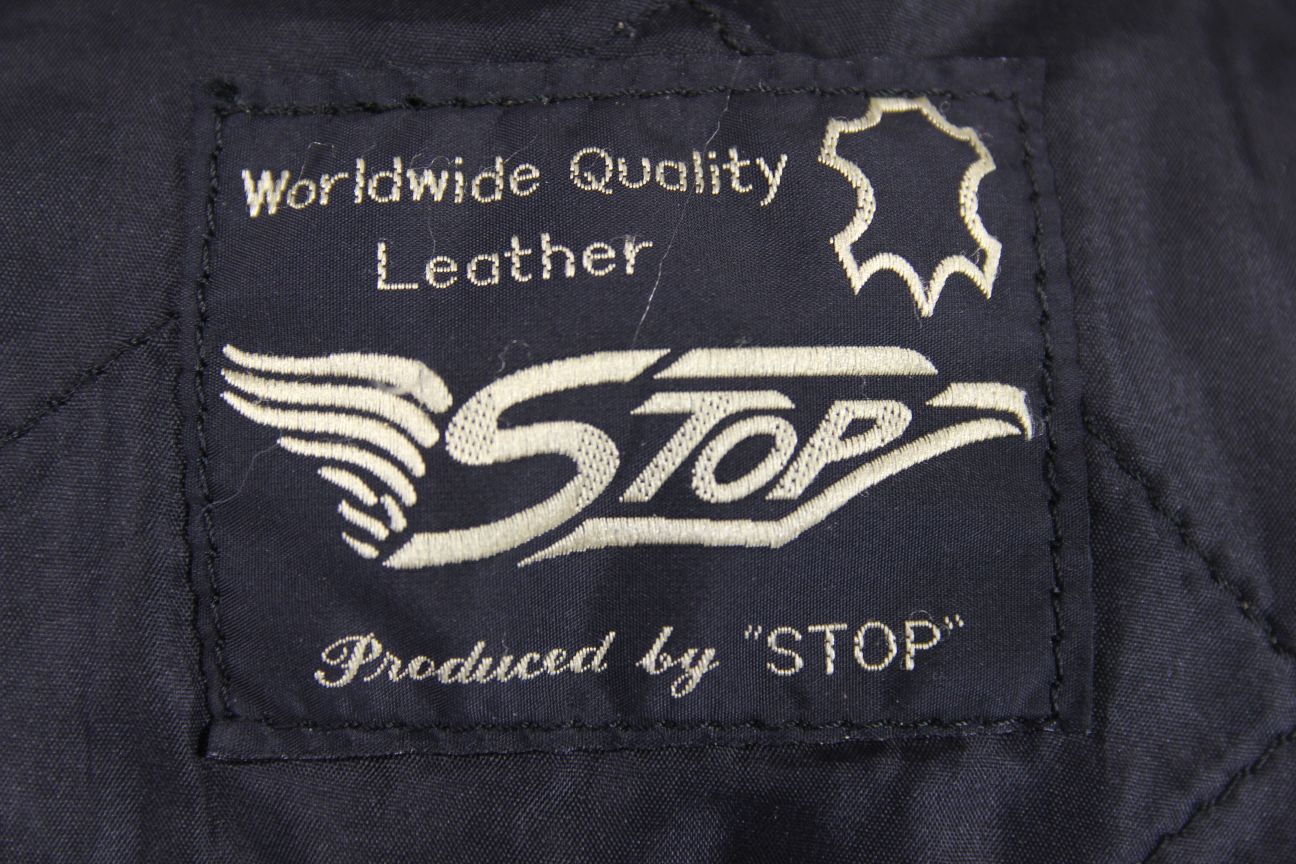 Worldwide Quality
Leather
STOP
Produced by "STOP"